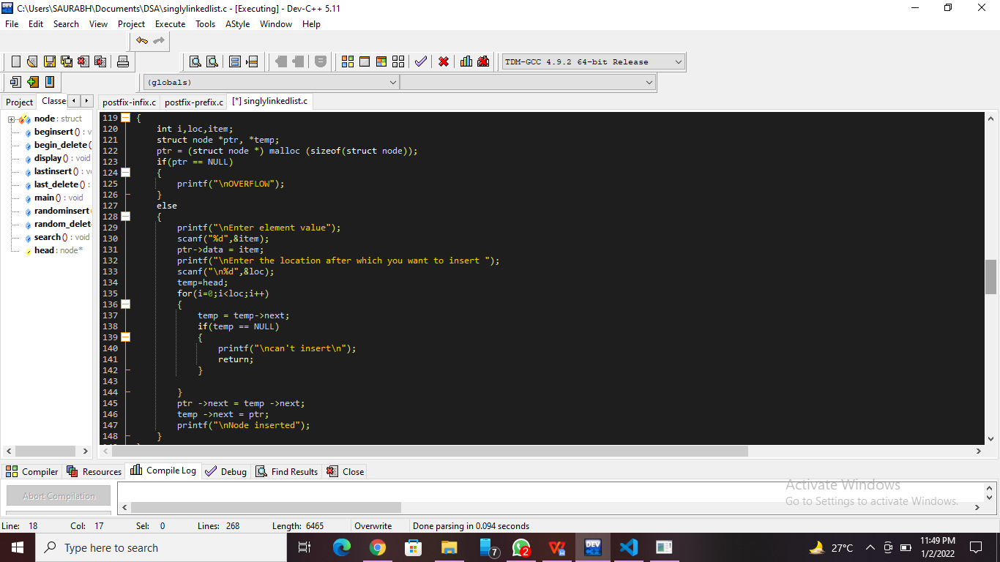 C:\Users\SAURABH\Documents\DSA\singlylinkedlist.c - [Executing] - Dev-C++ 5.11
File Edit Search View Project Execute Tools AStyle Window Help
TDM-GCC 4.9.2 64-bit Release
(globals)
Project Classe
postfix-infix.c postfix-prefix.c [*] singlylinkedlist.c
node : struct
beginsert () : v
begin_delete (
display () : void
lastinsert () : v
last_delete () :
main () : void
randominsert
random_delet
search () : void
head : node*
119 {
120 int i,loc,item;
121 struct node *ptr, *temp;
122 ptr = (struct node *) malloc (sizeof(struct node));
123 if(ptr == NULL)
124 {
125 printf("\nOVERFLOW");
126 }
127 else
128 {
129 printf("\nEnter element value");
130 scanf("%d",&item);
131 ptr->data = item;
132 printf("\nEnter the location after which you want to insert ");
133 scanf("\n%d",&loc);
134 temp=head;
135 for(i=0;i<loc;i++)
136 {
137 temp = temp->next;
138 if(temp == NULL)
139 {
140 printf("\ncan't insert\n");
141 return;
142 }
143
144 }
145 ptr ->next = temp ->next;
146 temp ->next = ptr;
147 printf("\nNode inserted");
148 }
Compiler Resources Compile Log Debug Find Results Close
Abort Compilation
Activate Windows
Go to Settings to activate Windows.
Line: 18 Col: 17 Sel: 0 Lines: 268 Length: 6465 Overwrite Done parsing in 0.094 seconds
Type here to search
7
2
DEV
27°C
11:49 PM
1/2/2022